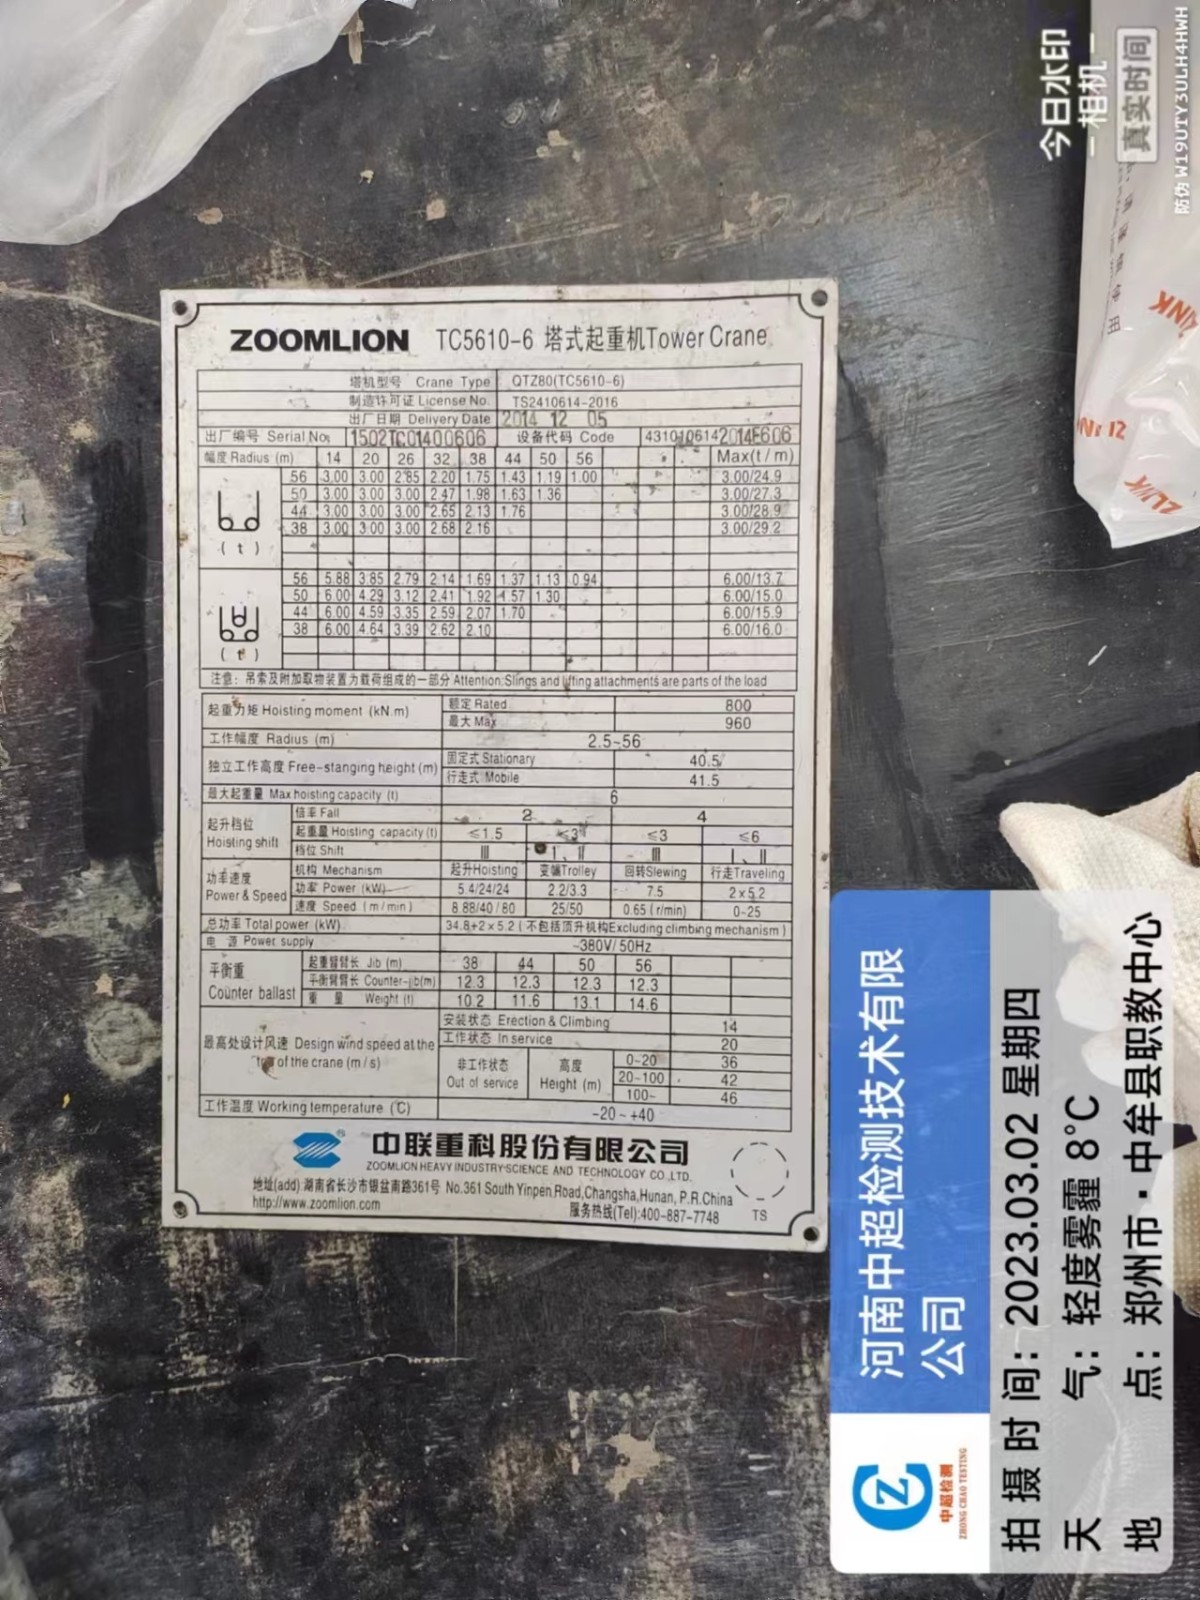 ZOOMLION TC5610-6 塔式起重机Tower Crane
塔机型号 Crane Type QTZ80(TC5610-6)
制造许可证 License No. TS2410614-2016
出厂日期 Delivery Date 2014 12 05
出厂编号 Serial No. 1502TC01400606 设备代码 Code 4310106142014E606
幅度 Radius (m) 14 20 26 32 38 44 50 56 Max(t/m)
56 3.00 3.00 2.85 2.20 1.75 1.43 1.19 1.00 3.00/24.9
50 3.00 3.00 3.00 2.47 1.98 1.63 1.36 3.00/27.3
44 3.00 3.00 3.00 2.65 2.13 1.76 3.00/28.9
38 3.00 3.00 3.00 2.68 2.16 3.00/29.2
(t)
56 5.88 3.85 2.79 2.14 1.69 1.37 1.13 0.94 6.00/13.7
50 6.00 4.29 3.12 2.41 1.92 1.57 1.30 6.00/15.0
44 6.00 4.59 3.35 2.59 2.07 1.70 6.00/15.9
38 6.00 4.64 3.39 2.62 2.10 6.00/16.0
(t)
注意: 吊索及附加取物装置为载荷组成的一部分 Attention:Slings and lifting attachments are parts of the load
起重力矩 Hoisting moment (kN.m) 额定 Rated 800
最大 Max 960
工作幅度 Radius (m) 2.5~56
独立工作高度 Free-stanging height(m) 固定式 Stationary 40.5
行走式 Mobile 41.5
最大起重量 Max hoisting capacity (t) 6
起升档位 Hoisting shift 倍率 Fall 2 4
起重量 Hoisting capacity(t) ≤1.5 ≤3 ≤3 ≤6
档位 Shift Ⅲ Ⅰ、Ⅱ Ⅲ Ⅰ、Ⅱ
功率速度 Power & Speed 机构 Mechanism 起升Hoisting 变幅Trolley 回转Slewing 行走Traveling
功率 Power (kW) 5.4/24/24 2.2/3.3 7.5 2×5.2
速度 Speed (m/min) 8.88/40/80 25/50 0.65 (r/min) 0~25
总功率 Total power (kW) 34.8+2×5.2 (不包括顶升机构Excluding climbing mechanism)
电 源 Power supply ~380V/50Hz
平衡重 Counter ballast 起重臂臂长 Jib (m) 38 44 50 56
平衡臂臂长 Counter-jib(m) 12.3 12.3 12.3 12.3
重 量 Weight (t) 10.2 11.6 13.1 14.6
最高处设计风速 Design wind speed at the top of the crane (m/s) 安装状态 Erection & Climbing 14
工作状态 In service 20
非工作状态 Out of service 高度 Height (m) 0~20 36
20~100 42
100~ 46
工作温度 Working temperature (℃) -20~+40
中联重科股份有限公司
ZOOMLION HEAVY INDUSTRY SCIENCE AND TECHNOLOGY CO.,LTD.
地址(add):湖南省长沙市银盆南路361号 No.361 South Yinpen Road,Changsha,Hunan, P.R.China
http://www.zoomlion.com 服务热线(Tel):400-887-7748
TS
河南中超检测技术有限
公司
中超检测
ZHONG CHAO TESTING
拍摄时间: 2023.03.02 星期四
天气: 轻度雾霾 8°C
地点: 郑州市·中牟县职教中心
今日水印
-相机-
真实时间
防伪 W19UTY3ULH4HWH